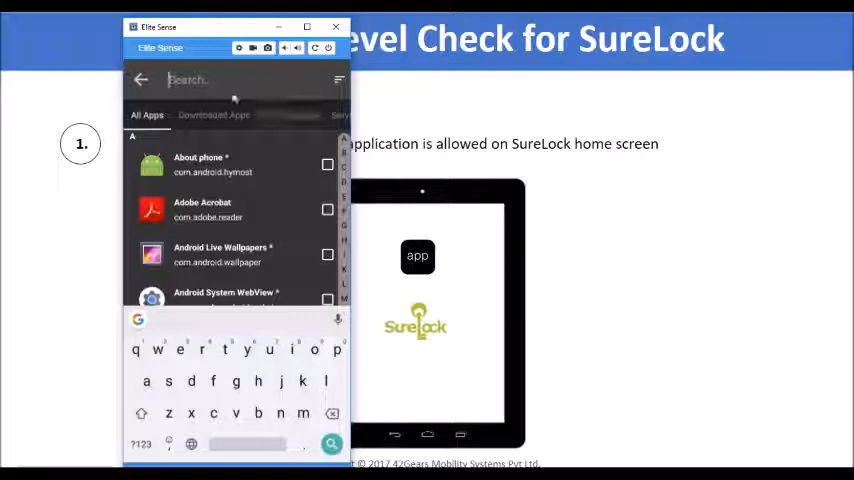 Elite Sense
Elite Sense
evel Check for SureLock
Search..
All Apps
Downloaded Apps
1.
application is allowed on SureLock home screen
A
About phone *
com.android.hymost
Adobe Acrobat
com.adobe.reader
Android Live Wallpapers *
com.android.wallpaper
Android System WebView *
A
B
C
D
E
F
G
H
I
K
L
M
app
SureLock
G
q w e r t y u i o p
a s d f g h j k l
z x c v b n m
?123 , .
© 2017 42Gears Mobility Systems Pvt Ltd.